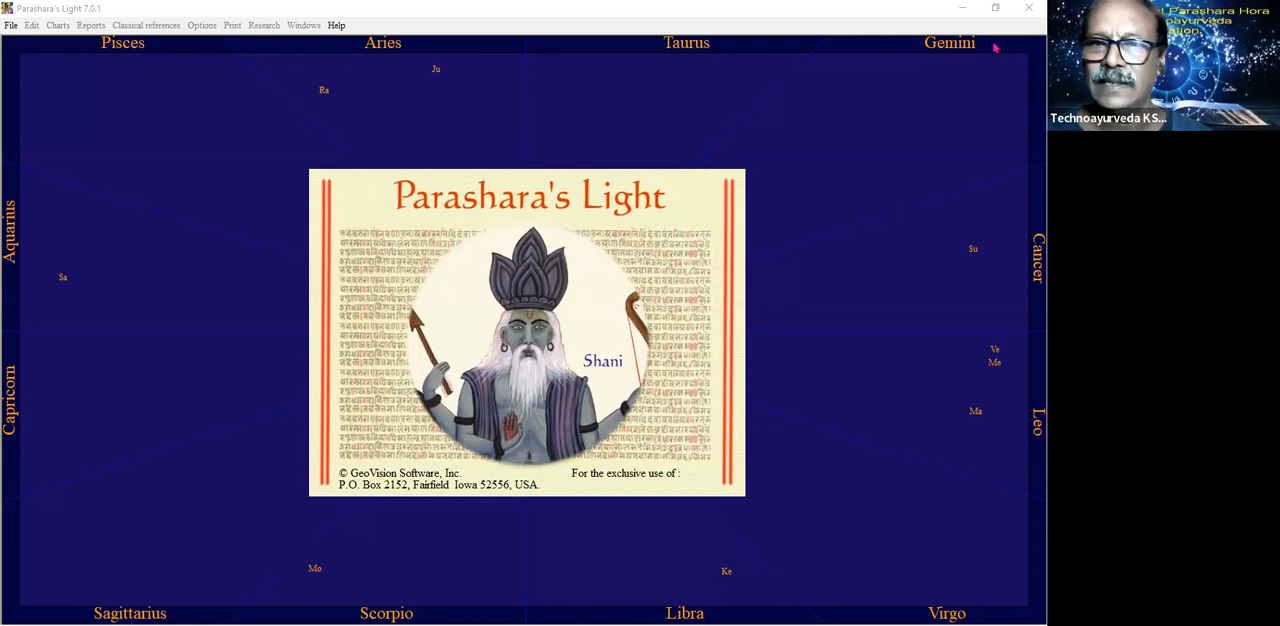 Parashara's Light 7.0.1
File Edit Charts Reports Classical references Options Print Research Windows Help
Pisces Aries Taurus Gemini
Ju
Ra
Aquarius
Cancer
Su
Sa
Capricorn
Leo
Ve
Me
Ma
Parashara's Light
Shani
© GeoVision Software, Inc. For the exclusive use of :
P.O. Box 2152, Fairfield Iowa 52556, USA.
Mo
Ke
Sagittarius Scorpio Libra Virgo
Parashara Hora
Technoayurveda K S...